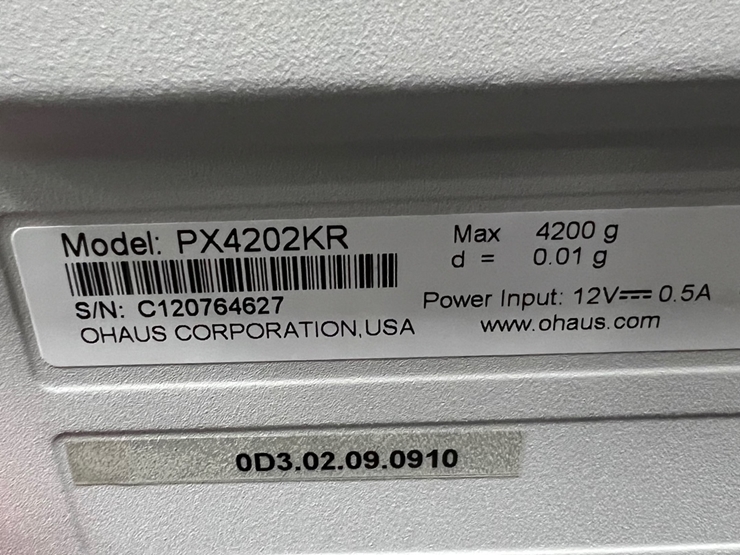 Model: PX4202KR
S/N: C120764627
OHAUS CORPORATION,USA
Max 4200 g
d = 0.01 g
Power Input: 12V⎓0.5A
www.ohaus.com
0D3.02.09.0910